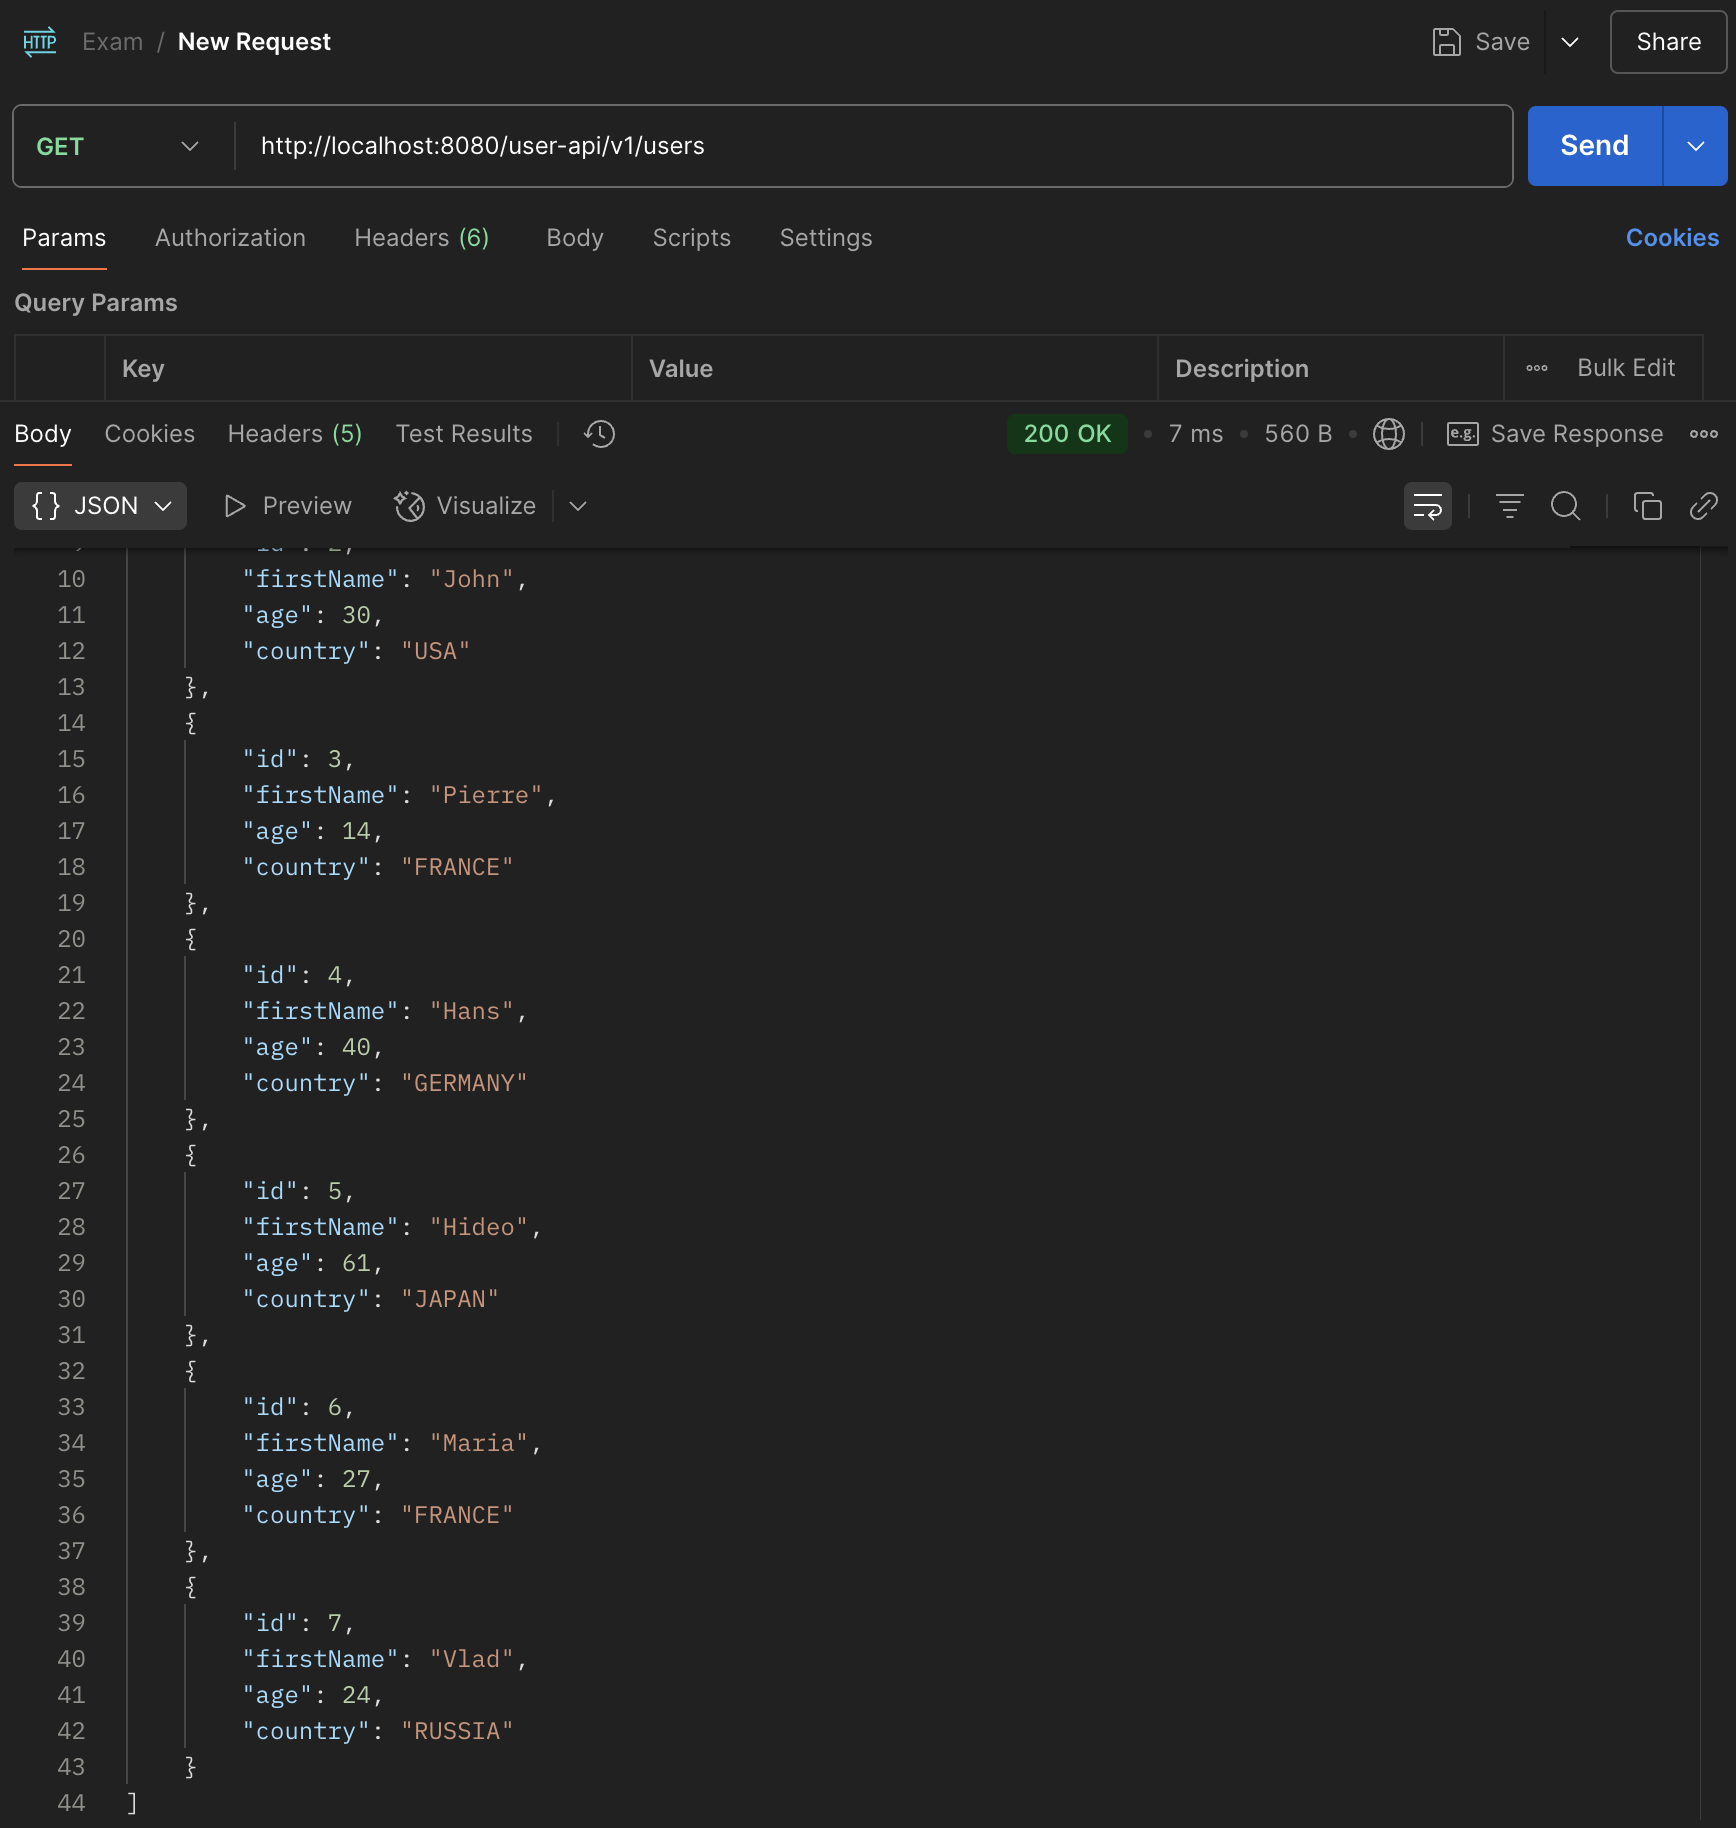 HTTP Exam / New Request Save Share
GET http://localhost:8080/user-api/v1/users Send
Params Authorization Headers (6) Body Scripts Settings Cookies
Query Params
Key Value Description Bulk Edit
Body Cookies Headers (5) Test Results 200 OK • 7 ms • 560 B • e.g. Save Response
{} JSON Preview Visualize
10 "firstName": "John",
11 "age": 30,
12 "country": "USA"
13 },
14 {
15 "id": 3,
16 "firstName": "Pierre",
17 "age": 14,
18 "country": "FRANCE"
19 },
20 {
21 "id": 4,
22 "firstName": "Hans",
23 "age": 40,
24 "country": "GERMANY"
25 },
26 {
27 "id": 5,
28 "firstName": "Hideo",
29 "age": 61,
30 "country": "JAPAN"
31 },
32 {
33 "id": 6,
34 "firstName": "Maria",
35 "age": 27,
36 "country": "FRANCE"
37 },
38 {
39 "id": 7,
40 "firstName": "Vlad",
41 "age": 24,
42 "country": "RUSSIA"
43 }
44 ]